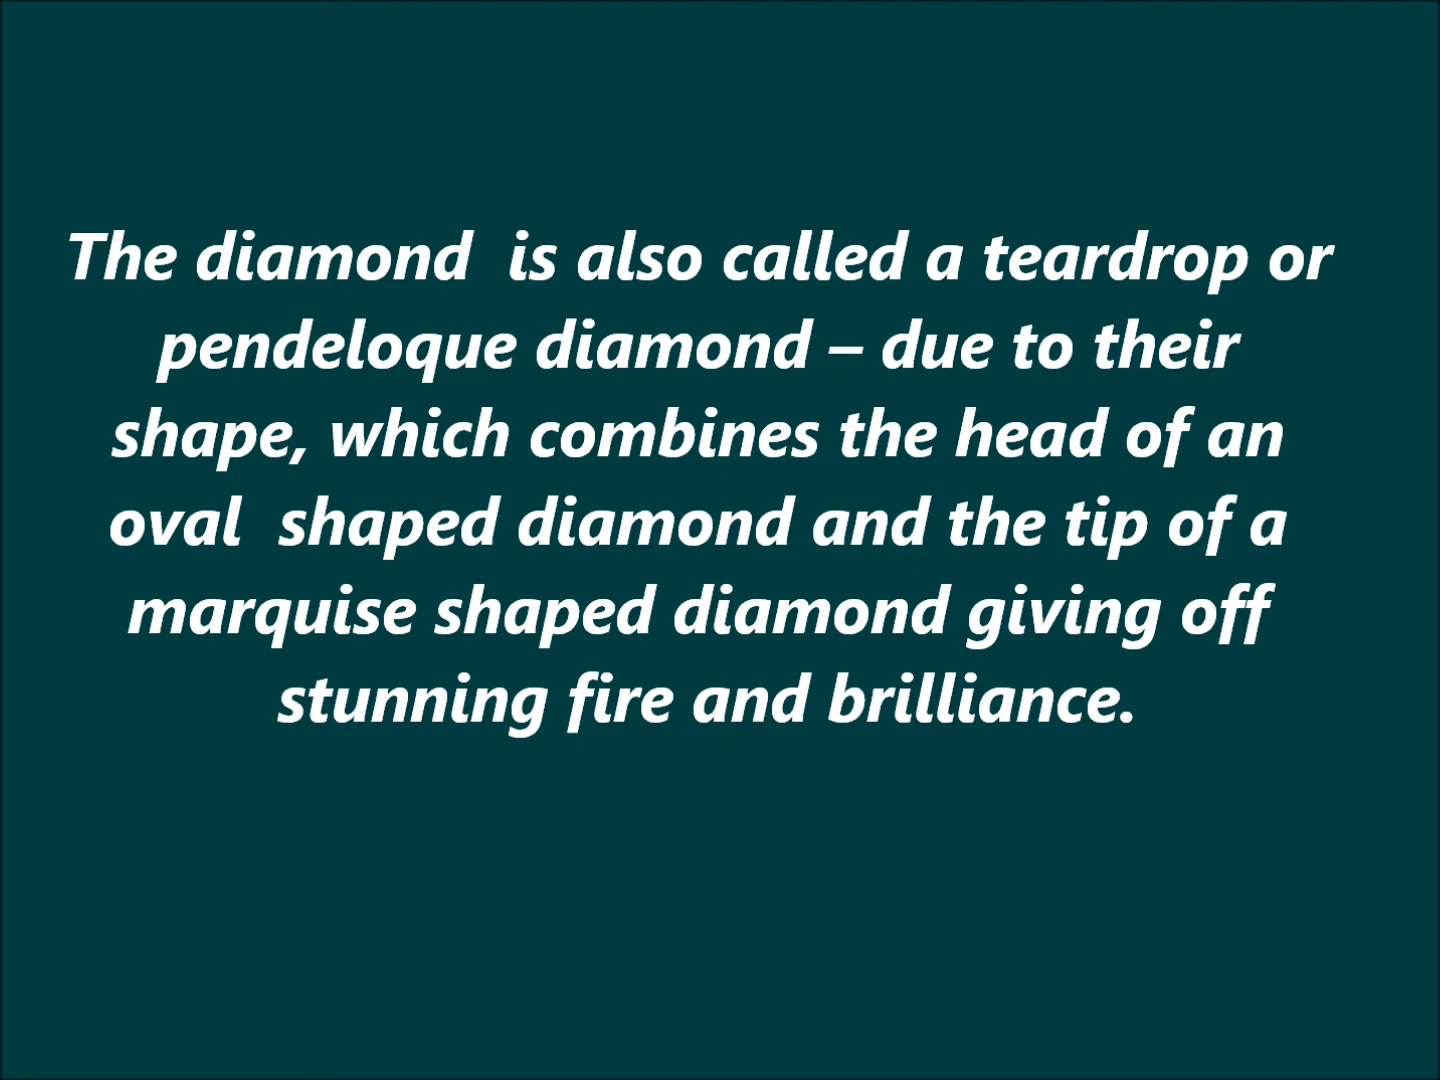 The diamond  is also called a teardrop or
pendeloque diamond – due to their
shape, which combines the head of an
oval  shaped diamond and the tip of a
marquise shaped diamond giving off
stunning fire and brilliance.